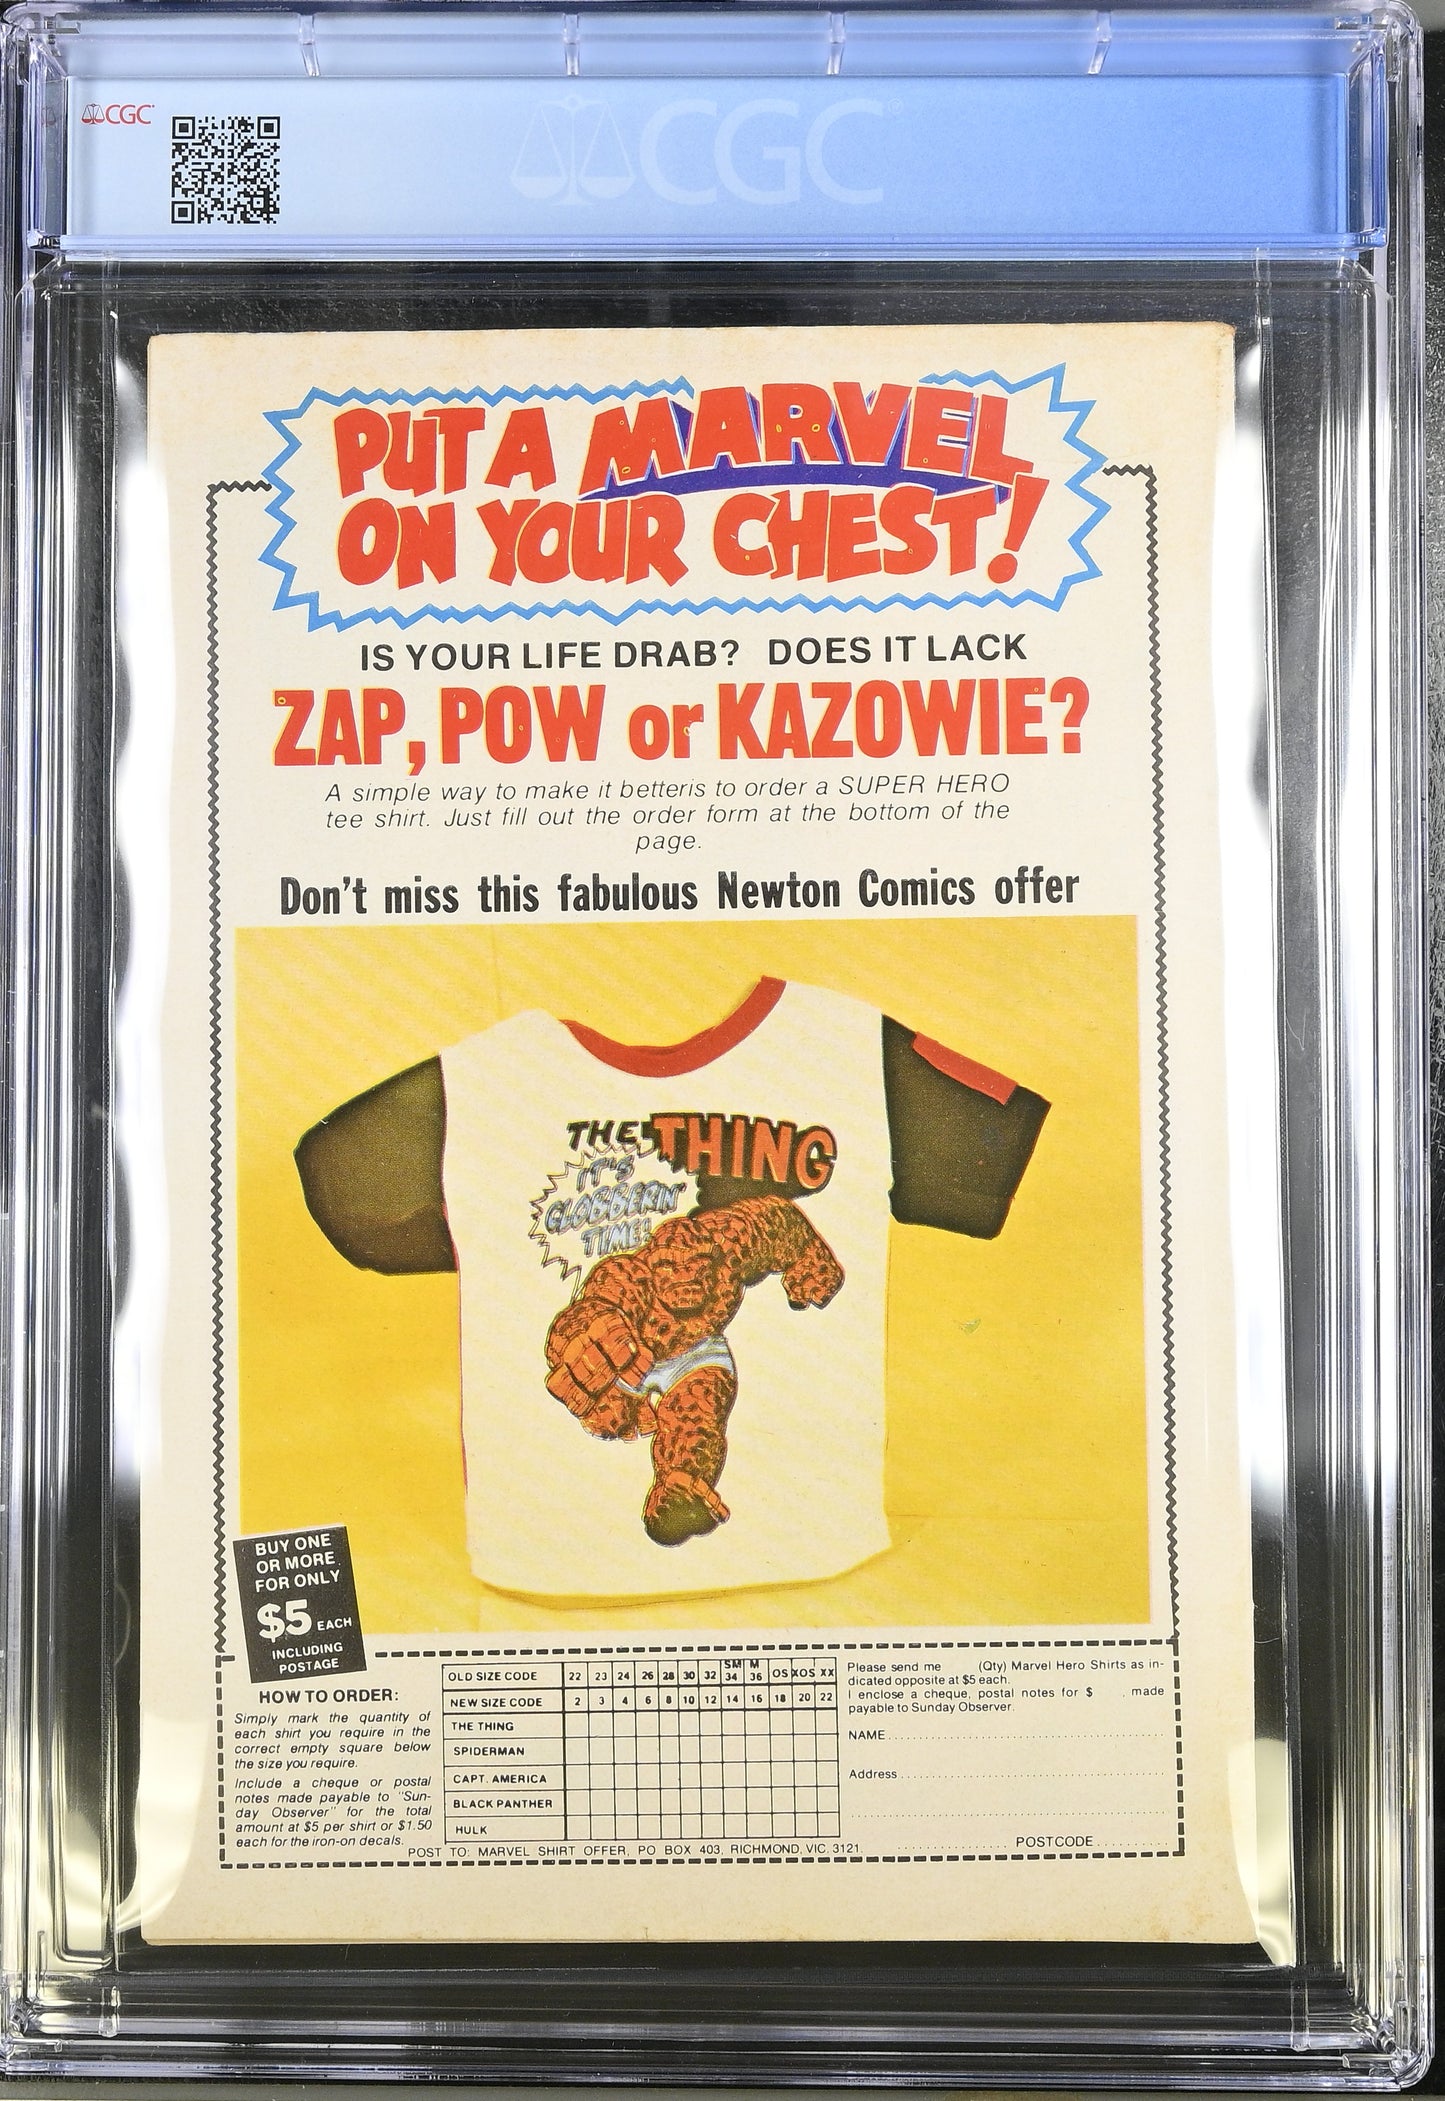 CGC
CGC
PUT A MARVEL
ON YOUR CHEST!
IS YOUR LIFE DRAB? DOES IT LACK
ZAP, POW or KAZOWIE?
A simple way to make it betteris to order a SUPER HERO
tee shirt. Just fill out the order form at the bottom of the
page.
Don't miss this fabulous Newton Comics offer
THE THING
IT'S
CLOBBERIN'
TIME!
BUY ONE
OR MORE
FOR ONLY
$5 EACH
INCLUDING
POSTAGE
HOW TO ORDER:
Simply mark the quantity of
each shirt you require in the
correct empty square below
the size you require.
Include a cheque or postal
notes made payable to "Sun-
day Observer" for the total
amount at $5 per shirt or $1.50
each for the iron-on decals.
OLD SIZE CODE 22 23 24 26 28 30 32 SM 34 M 36 OS XOS XX
NEW SIZE CODE 2 3 4 6 8 10 12 14 16 18 20 22
THE THING
SPIDERMAN
CAPT. AMERICA
BLACK PANTHER
HULK
Please send me (Qty) Marvel Hero Shirts as in-
dicated opposite at $5 each.
I enclose a cheque, postal notes for $ , made
payable to Sunday Observer.
NAME
Address
POSTCODE
POST TO: MARVEL SHIRT OFFER, PO BOX 403, RICHMOND, VIC. 3121.